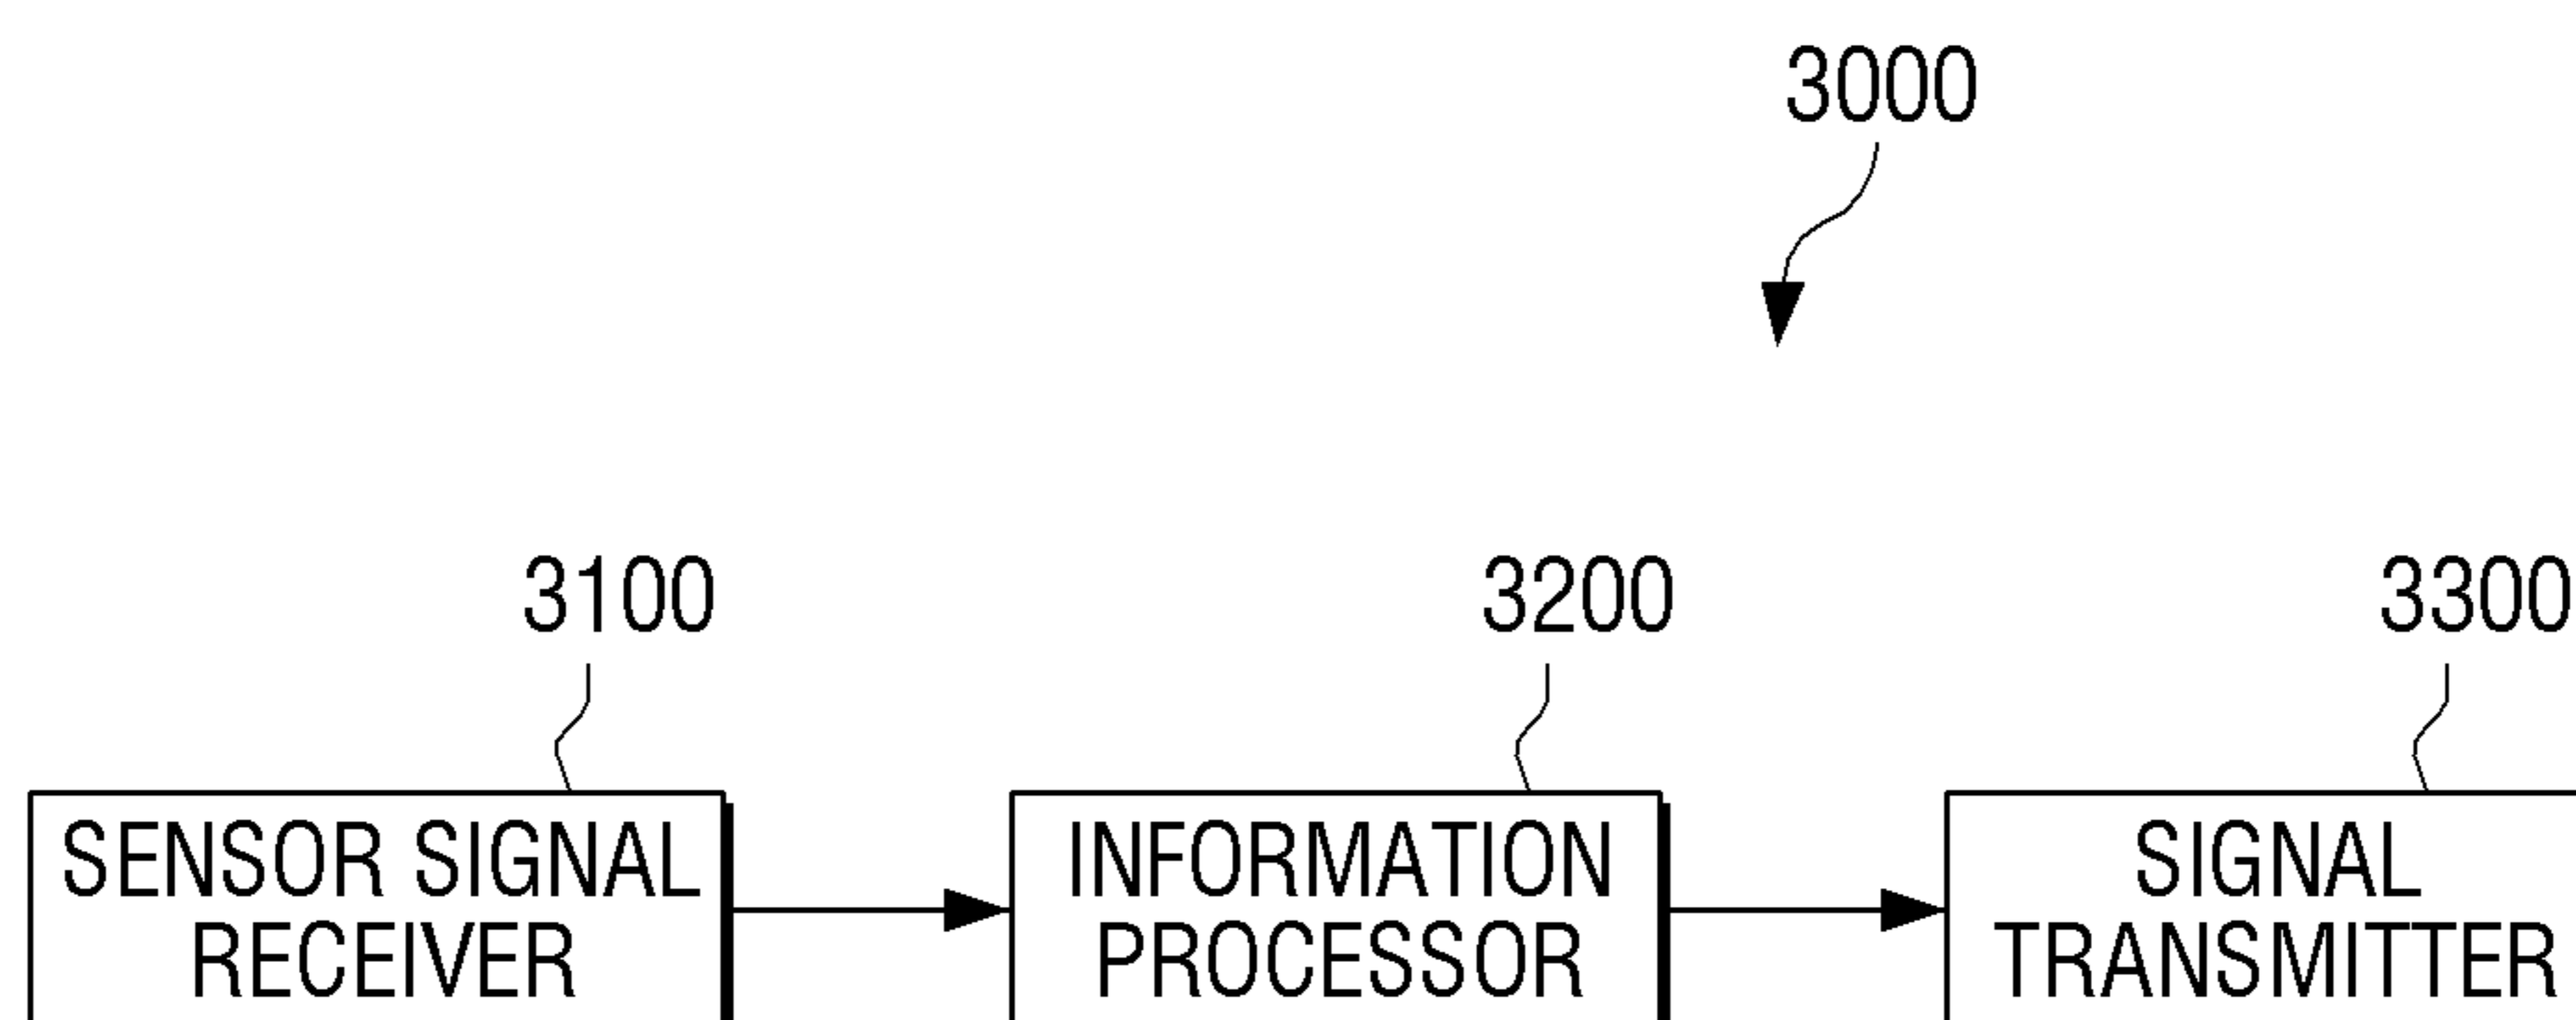 3000
3100
3200
3300
SENSOR SIGNAL
RECEIVER
INFORMATION
PROCESSOR
SIGNAL
TRANSMITTER